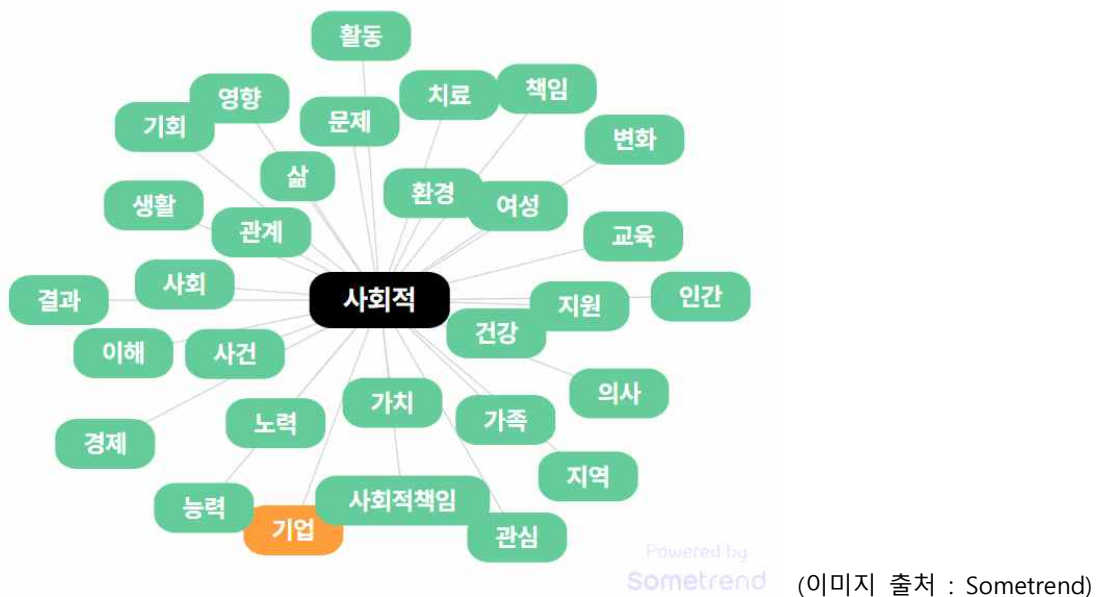 활동
치료
책임
영향
기회
문제
변화
삶
환경
여성
생활
관계
교육
사회
사회적
지원
인간
결과
건강
이해
사건
의사
가치
가족
노력
경제
지역
사회적책임
능력
기업
관심
Powered by
Sometrend
(이미지 출처 : Sometrend)